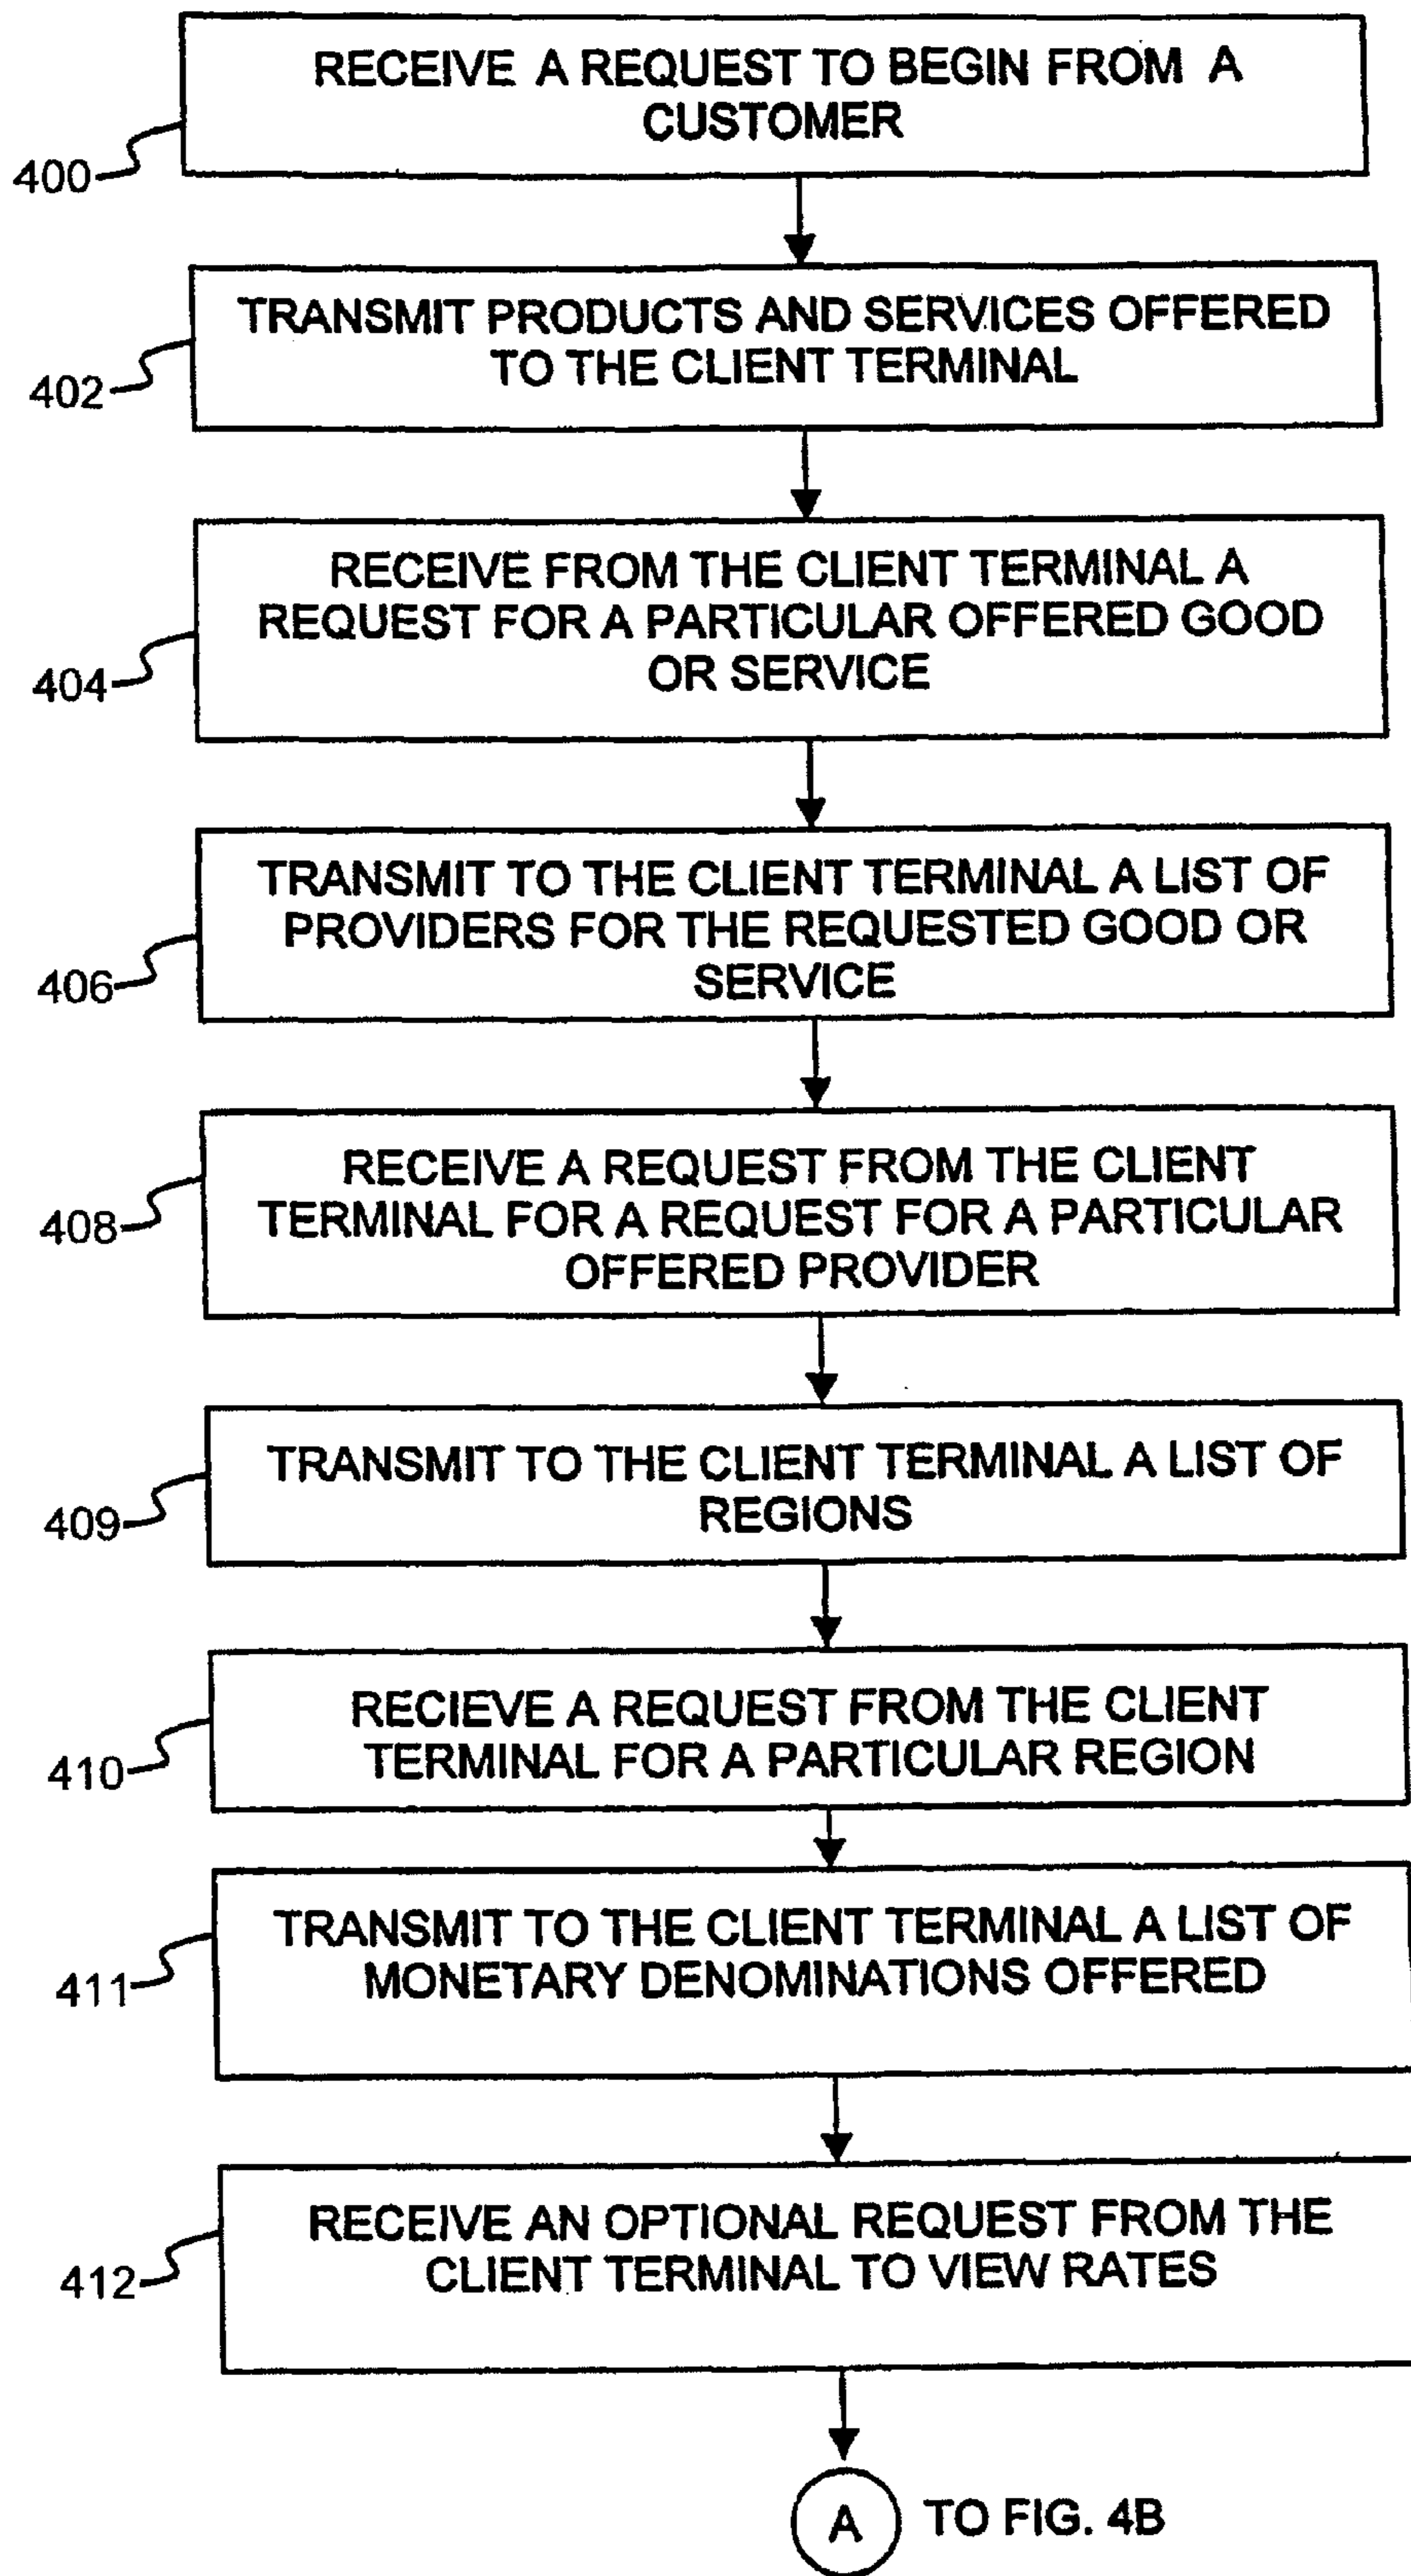 RECEIVE A REQUEST TO BEGIN FROM A
CUSTOMER
400
TRANSMIT PRODUCTS AND SERVICES OFFERED
TO THE CLIENT TERMINAL
402
RECEIVE FROM THE CLIENT TERMINAL A
REQUEST FOR A PARTICULAR OFFERED GOOD
OR SERVICE
404
TRANSMIT TO THE CLIENT TERMINAL A LIST OF
PROVIDERS FOR THE REQUESTED GOOD OR
SERVICE
406
RECEIVE A REQUEST FROM THE CLIENT
TERMINAL FOR A REQUEST FOR A PARTICULAR
OFFERED PROVIDER
408
TRANSMIT TO THE CLIENT TERMINAL A LIST OF
REGIONS
409
RECIEVE A REQUEST FROM THE CLIENT
TERMINAL FOR A PARTICULAR REGION
410
TRANSMIT TO THE CLIENT TERMINAL A LIST OF
MONETARY DENOMINATIONS OFFERED
411
RECEIVE AN OPTIONAL REQUEST FROM THE
CLIENT TERMINAL TO VIEW RATES
412
A TO FIG. 4B